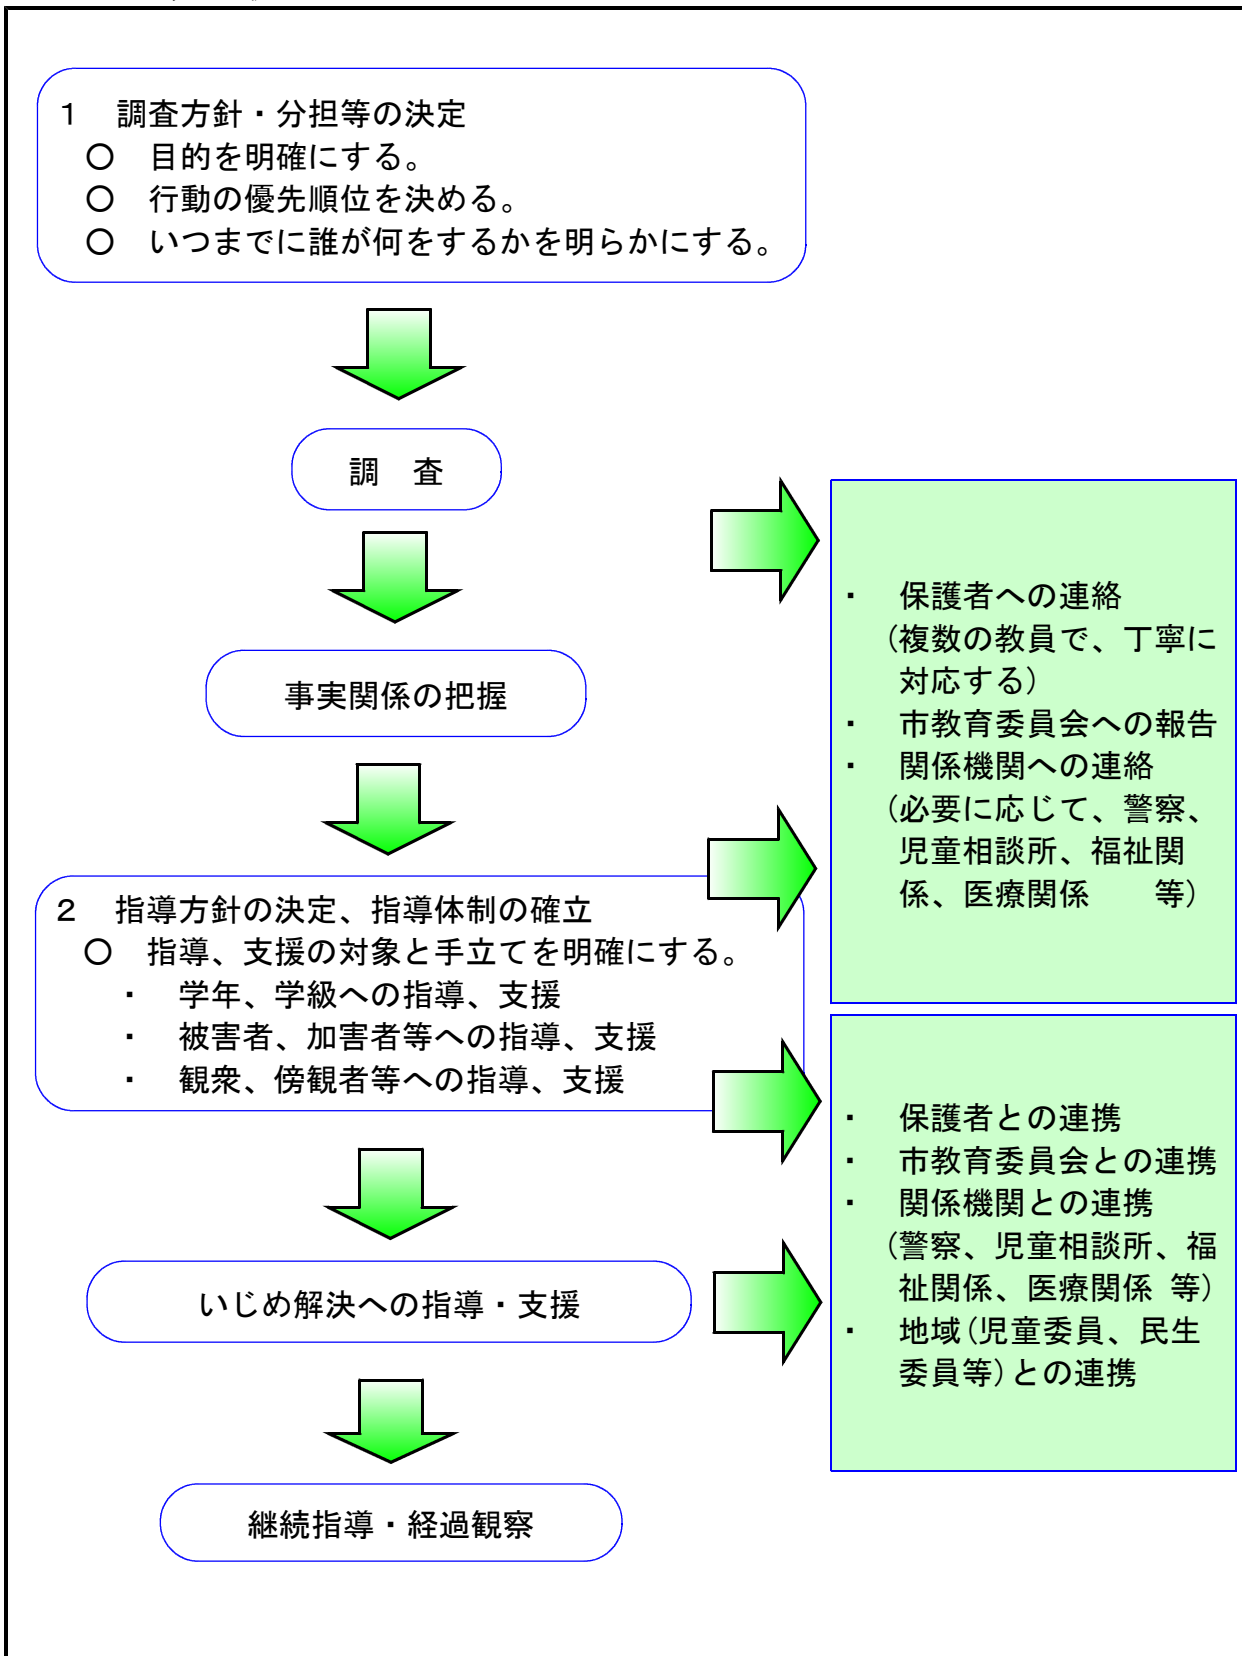 １　調査方針・分担等の決定
○　目的を明確にする。
○　行動の優先順位を決める。
○　いつまでに誰が何をするかを明らかにする。
調　査
事実関係の把握
・　保護者への連絡
（複数の教員で、丁寧に
対応する）
・　市教育委員会への報告
・　関係機関への連絡
（必要に応じて、警察、
児童相談所、福祉関
係、医療関係　　等）
２　指導方針の決定、指導体制の確立
○　指導、支援の対象と手立てを明確にする。
・　学年、学級への指導、支援
・　被害者、加害者等への指導、支援
・　観衆、傍観者等への指導、支援
・　保護者との連携
・　市教育委員会との連携
・　関係機関との連携
（警察、児童相談所、福
祉関係、医療関係 等）
・　地域（児童委員、民生
委員等）との連携
いじめ解決への指導・支援
継続指導・経過観察